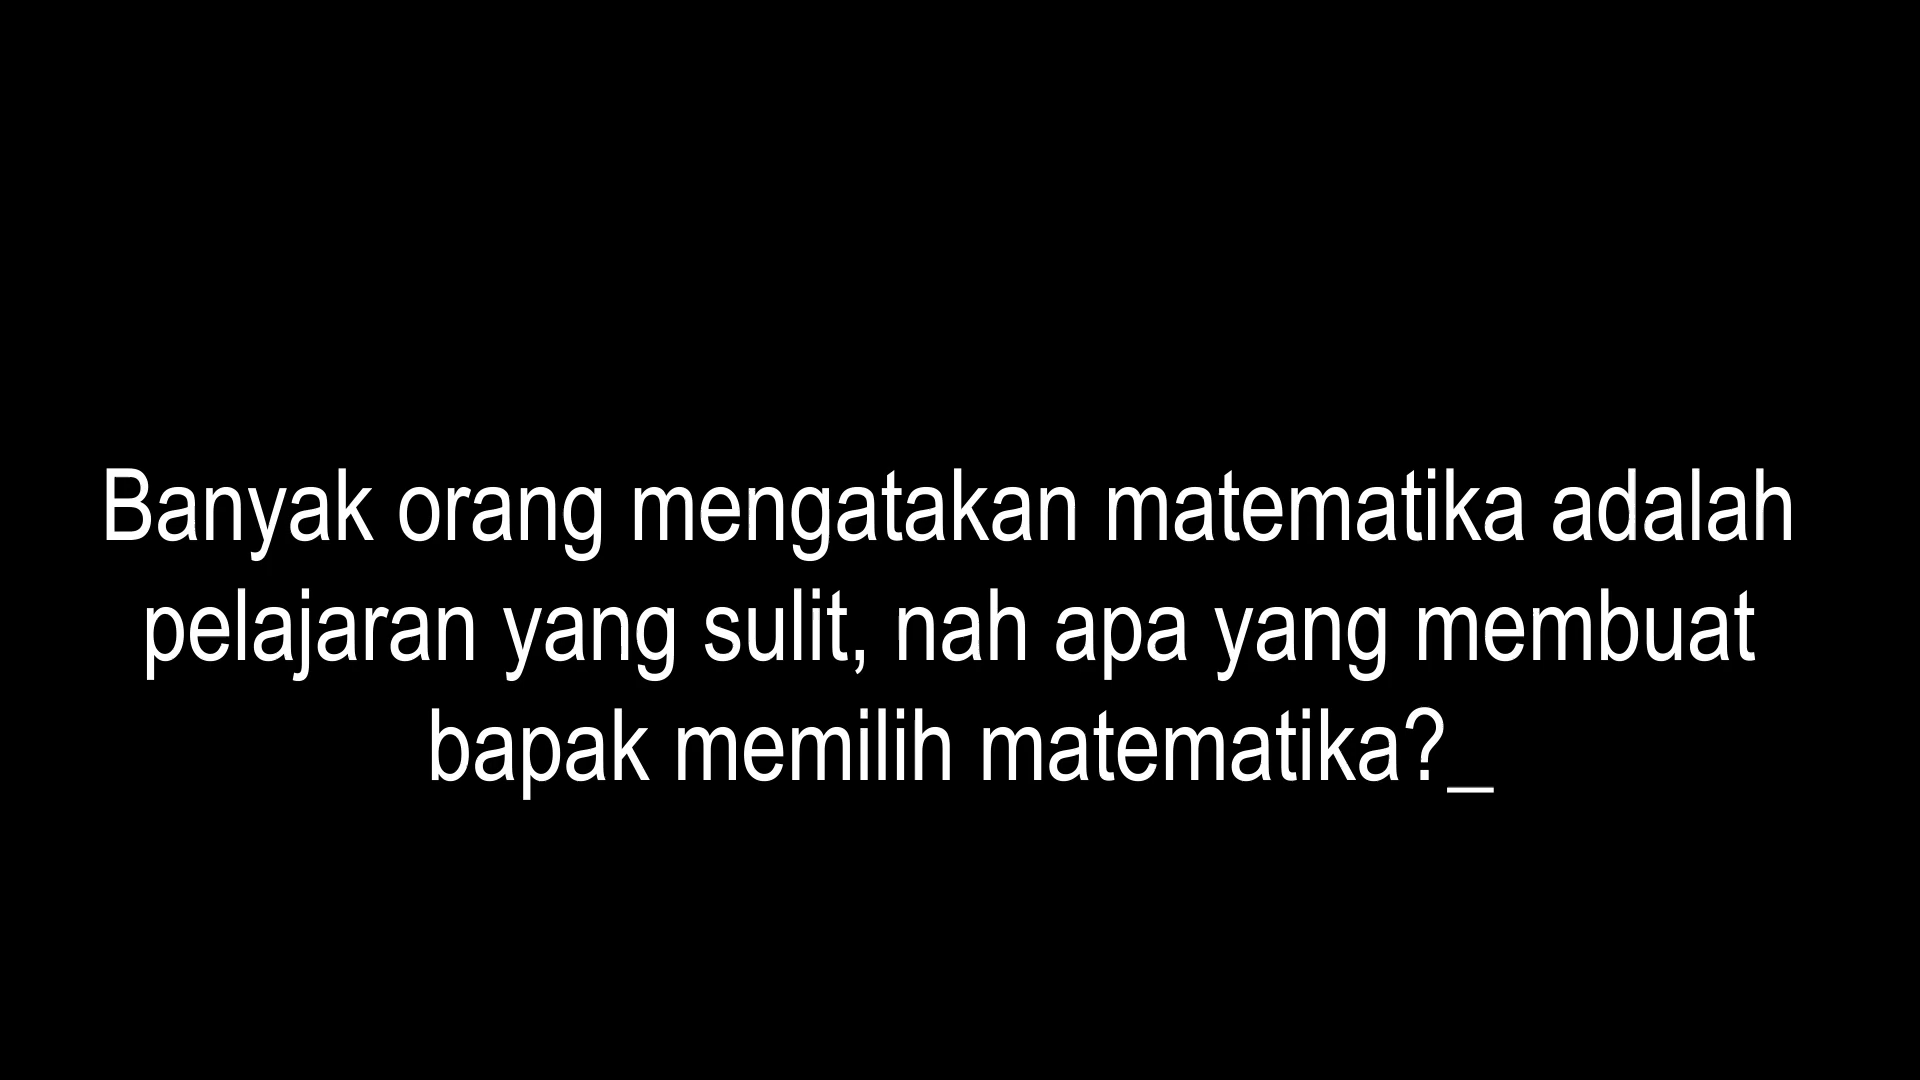 Banyak orang mengatakan matematika adalah
pelajaran yang sulit, nah apa yang membuat
bapak memilih matematika?_